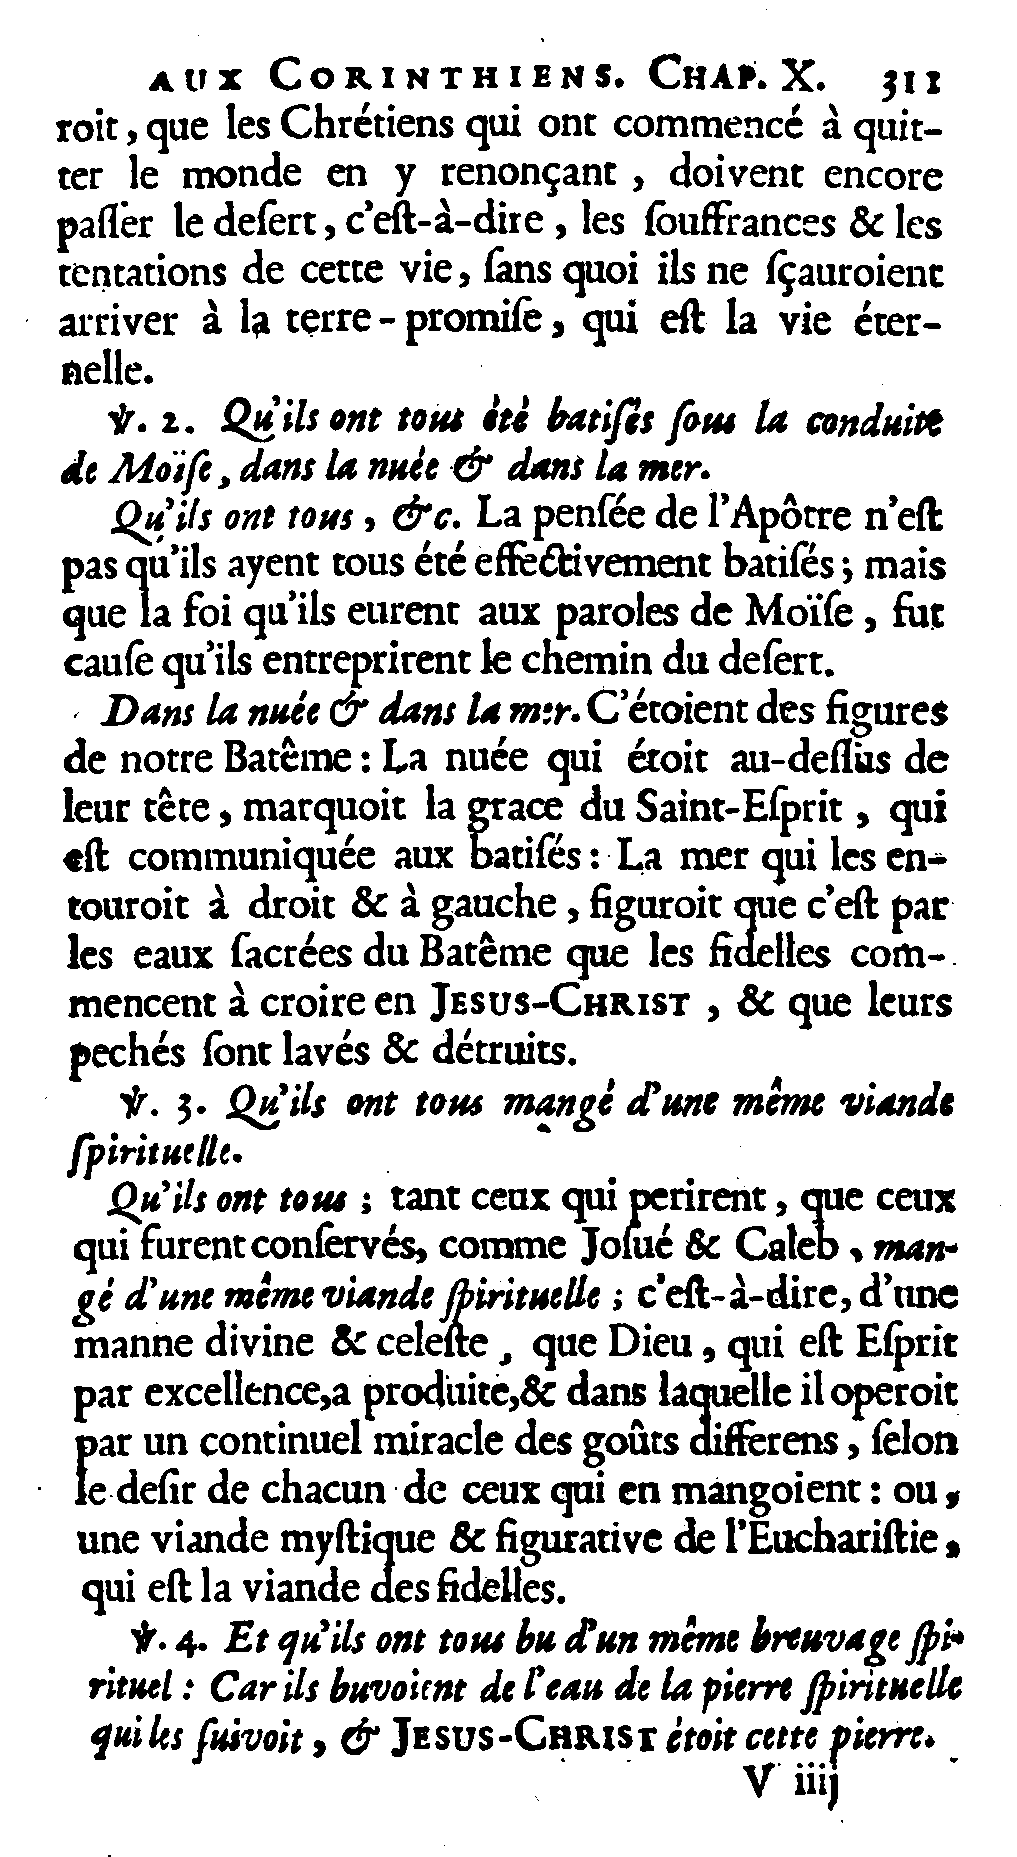 AUX CORINTHIENS. CHAP. X. 311
roit, que les Chrétiens qui ont commencé à quit-
ter le monde en y renonçant, doivent encore
paſſer le deſert, c'eſt-à-dire, les ſouffrances & les
tentations de cette vie, ſans quoi ils ne ſçauroient
arriver à la terre-promiſe, qui eſt la vie éter-
nelle.
℣. 2. Qu'ils ont tous été batiſés ſous la conduite
de Moïſe, dans la nuée & dans la mer.
Qu'ils ont tous, &c. La penſée de l'Apôtre n'eſt
pas qu'ils ayent tous été effectivement batiſés; mais
que la foi qu'ils eurent aux paroles de Moïſe, fut
cauſe qu'ils entreprirent le chemin du deſert.
Dans la nuée & dans la mer. C'étoient des figures
de notre Batême: La nuée qui étoit au-deſſus de
leur tête, marquoit la grace du Saint-Eſprit, qui
eſt communiquée aux batiſés: La mer qui les en-
touroit à droit & à gauche, figuroit que c'eſt par
les eaux ſacrées du Batême que les fidelles com-
mencent à croire en JESUS-CHRIST, & que leurs
pechés ſont lavés & détruits.
℣. 3. Qu'ils ont tous mangé d'une même viande
ſpirituelle.
Qu'ils ont tous; tant ceux qui perirent, que ceux
qui furent conſervés, comme Joſué & Caleb, man-
gé d'une même viande ſpirituelle; c'eſt-à-dire, d'une
manne divine & celeſte, que Dieu, qui eſt Eſprit
par excellence, a produite, & dans laquelle il operoit
par un continuel miracle des goûts differens, ſelon
le deſir de chacun de ceux qui en mangoient: ou,
une viande myſtique & figurative de l'Euchariſtie,
qui eſt la viande des fidelles.
℣. 4. Et qu'ils ont tous bu d'un même breuvage ſpi-
rituel: Car ils buvoient de l'eau de la pierre ſpirituelle
qui les ſuivoit, & JESUS-CHRIST étoit cette pierre.
V iiij